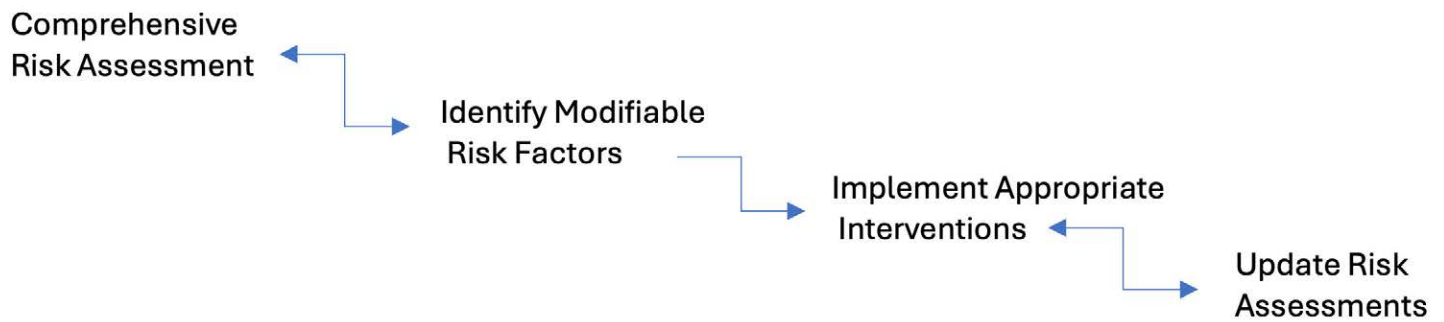 Comprehensive
Risk Assessment
Identify Modifiable
Risk Factors
Implement Appropriate
Interventions
Update Risk
Assessments